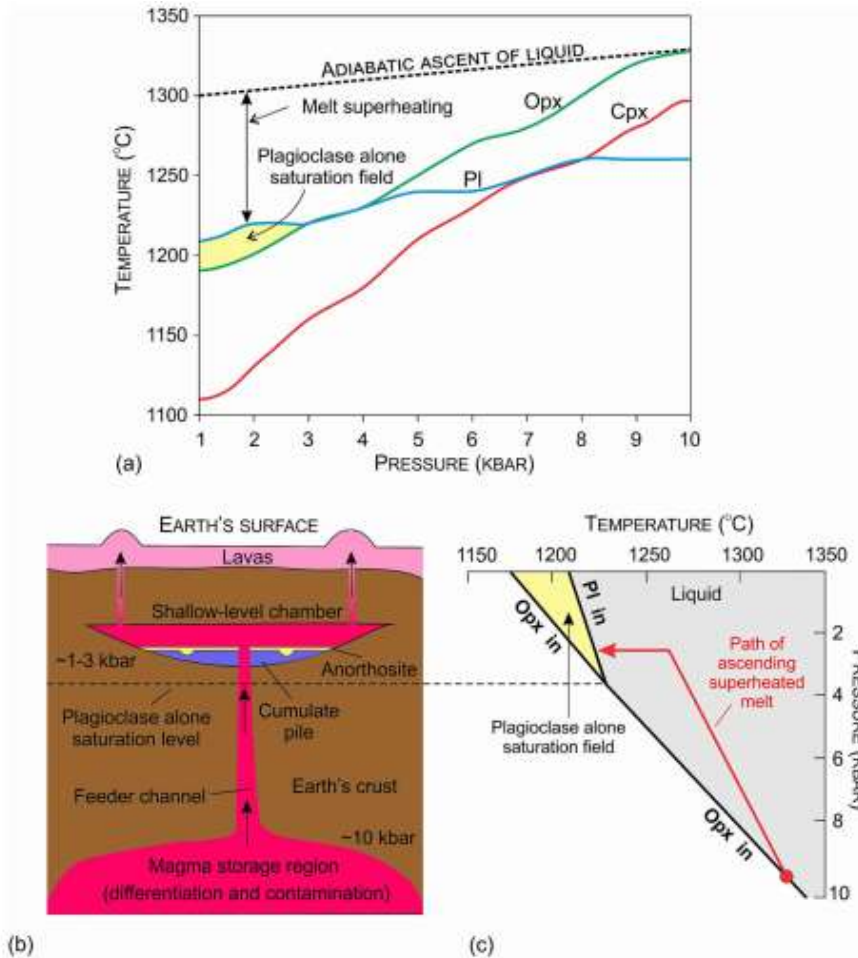 1350
1300
1250
1200
1150
1100
TEMPERATURE (°C)
ADIABATIC ASCENT OF LIQUID
Melt superheating
Opx
Cpx
Plagioclase alone
saturation field
Pl
1 2 3 4 5 6 7 8 9 10
PRESSURE (KBAR)
(a)
EARTH'S SURFACE
Lavas
Shallow-level chamber
~1-3 kbar
Anorthosite
Plagioclase alone
saturation level
Cumulate
pile
Feeder channel
Earth's crust
~10 kbar
Magma storage region
(differentiation and contamination)
(b)
TEMPERATURE (°C)
1150 1200 1250 1300 1350
Pl in
Liquid
Opx in
Path of
ascending
superheated
melt
Plagioclase alone
saturation field
Opx in
2
4
6
8
10
PRESSURE (KBAR)
(c)